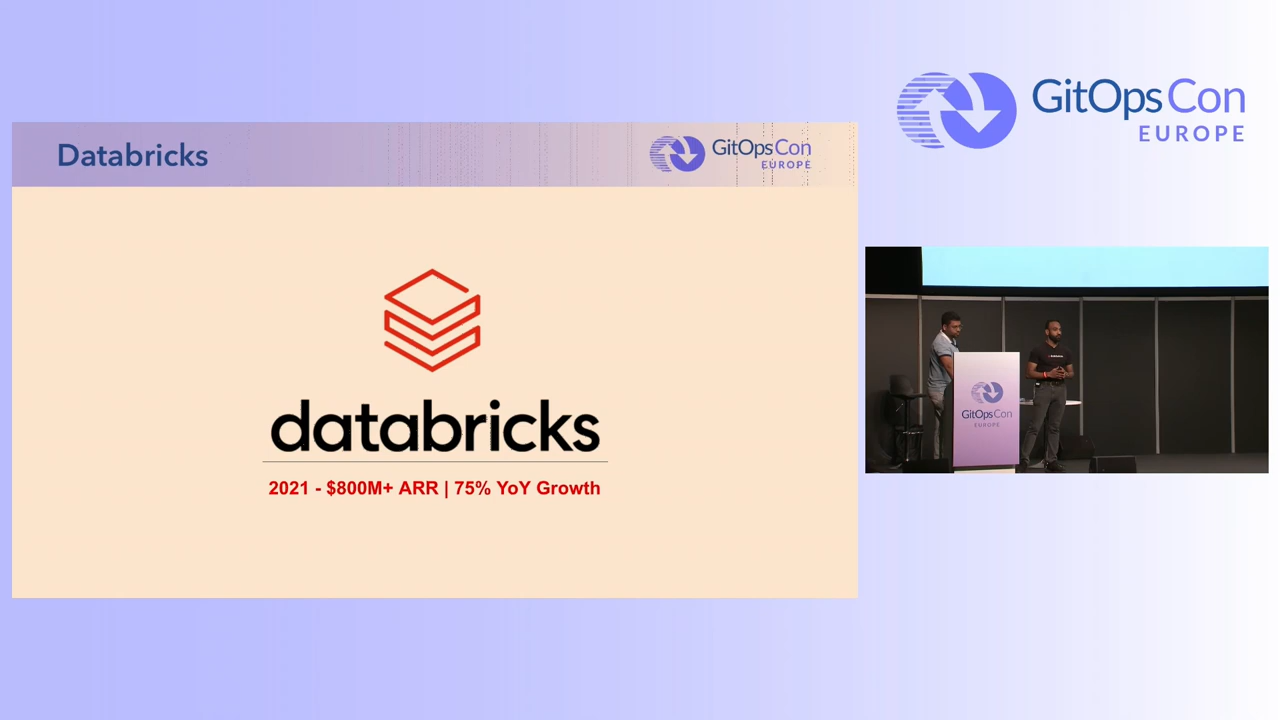 Databricks
GitOpsCon
EUROPE
databricks
2021 - $800M+ ARR | 75% YoY Growth
GitOpsCon
EUROPE
GitOpsCon
EUROPE